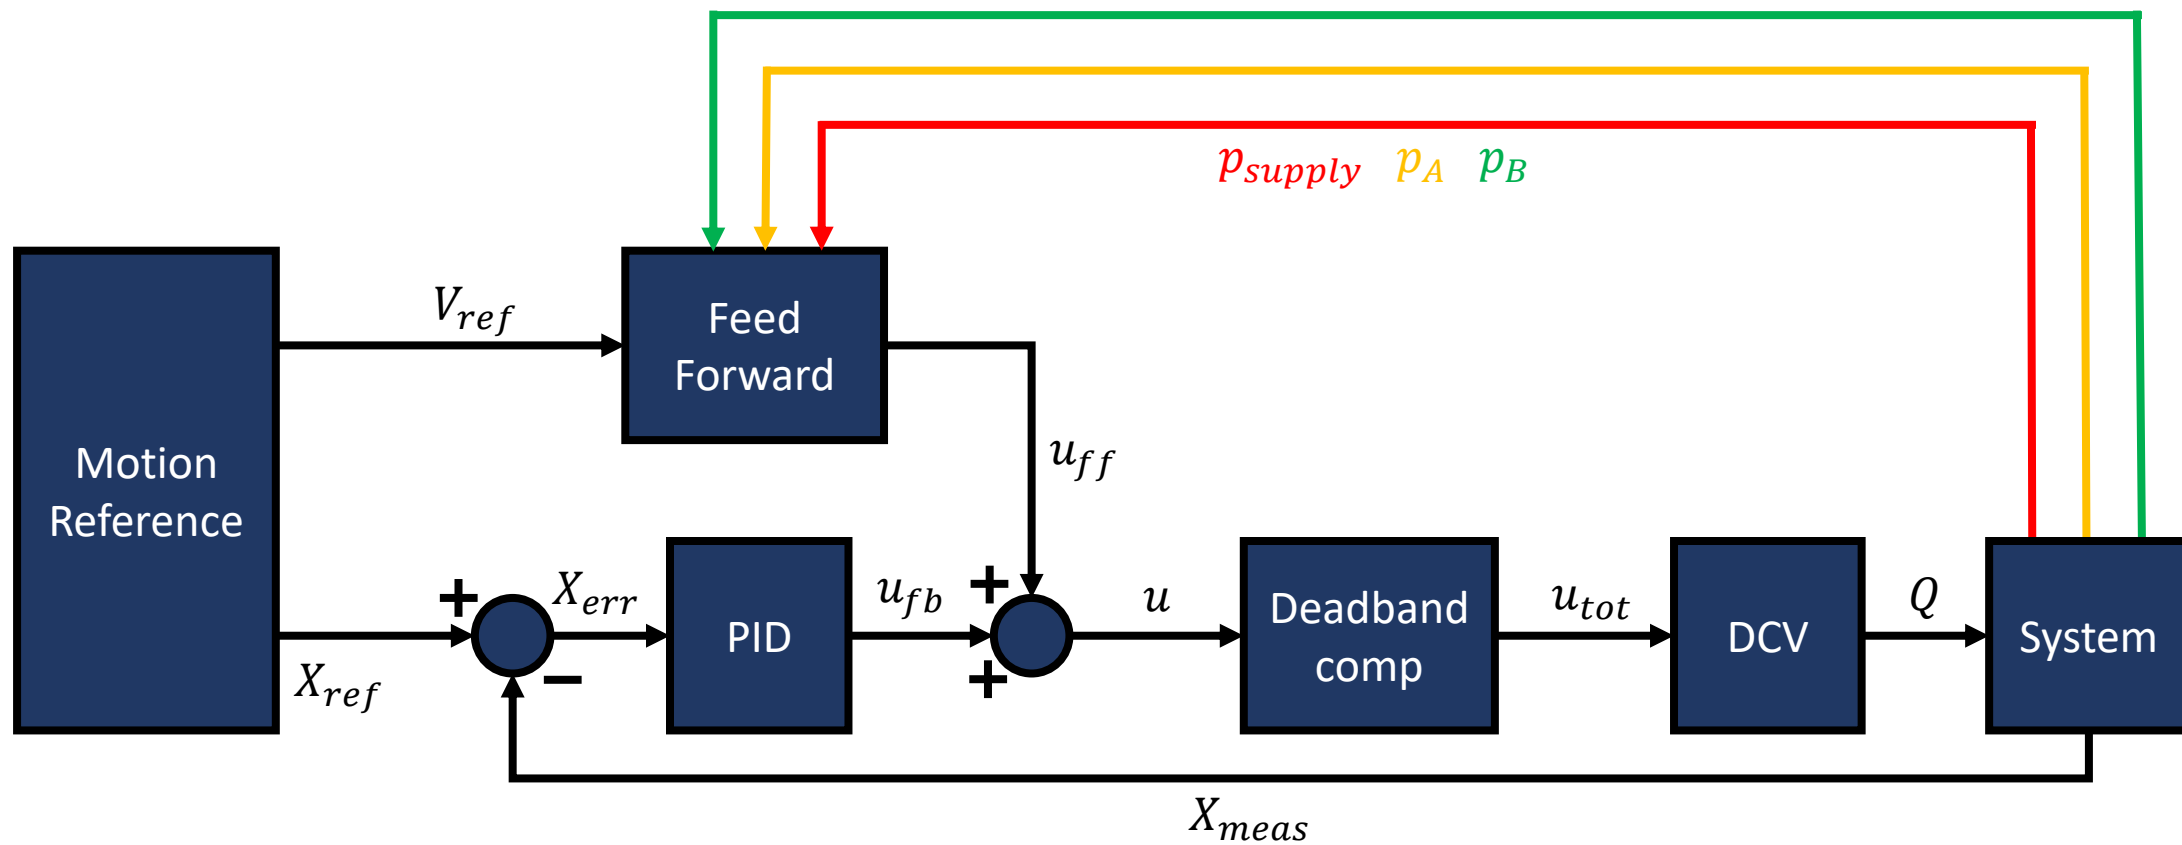 p_supply p_A p_B
V_ref
Feed
Forward
u_ff
Motion
Reference
+
X_err
u_fb
+
u
Deadband
comp
u_tot
Q
PID
DCV
System
X_ref
−
+
X_meas